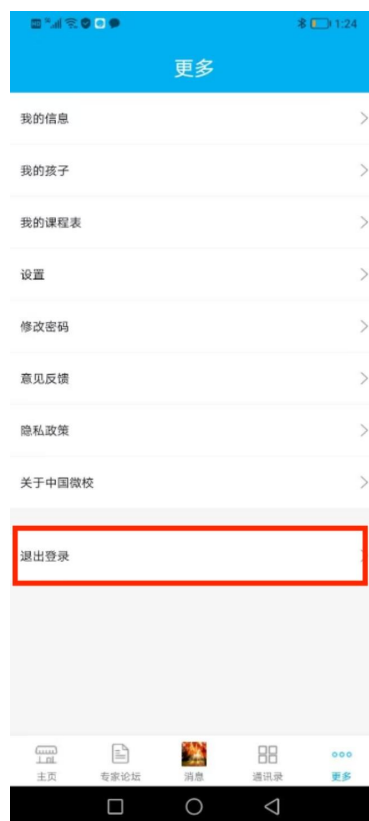 1:24
更多
我的信息
我的孩子
我的课程表
设置
修改密码
意见反馈
隐私政策
关于中国微校
退出登录
主页
专家论坛
消息
通讯录
更多